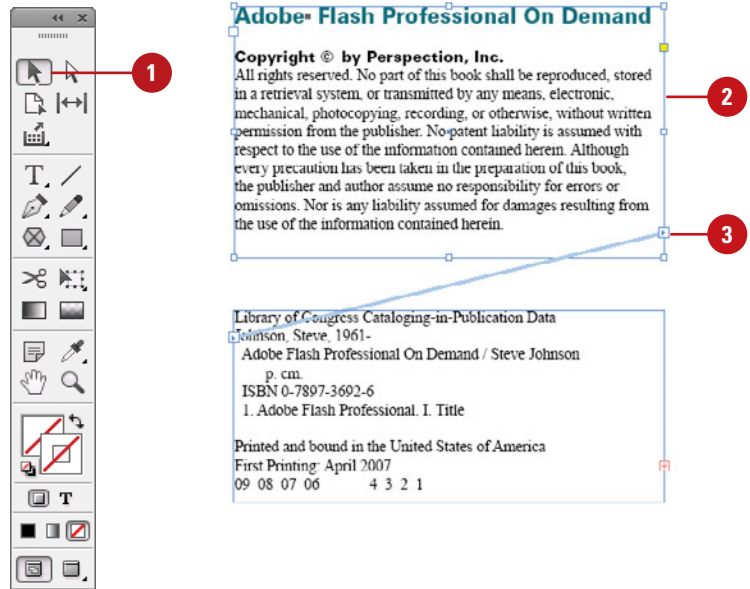 1
Adobe Flash Professional On Demand
Copyright © by Perspection, Inc.
All rights reserved. No part of this book shall be reproduced, stored
in a retrieval system, or transmitted by any means, electronic,
mechanical, photocopying, recording, or otherwise, without written
permission from the publisher. No patent liability is assumed with
respect to the use of the information contained herein. Although
every precaution has been taken in the preparation of this book,
the publisher and author assume no responsibility for errors or
omissions. Nor is any liability assumed for damages resulting from
the use of the information contained herein.
2
3
Library of Congress Cataloging-in-Publication Data
Johnson, Steve, 1961-
Adobe Flash Professional On Demand / Steve Johnson
p. cm.
ISBN 0-7897-3692-6
1. Adobe Flash Professional. I. Title
Printed and bound in the United States of America
First Printing: April 2007
09 08 07 06 4 3 2 1
T
T